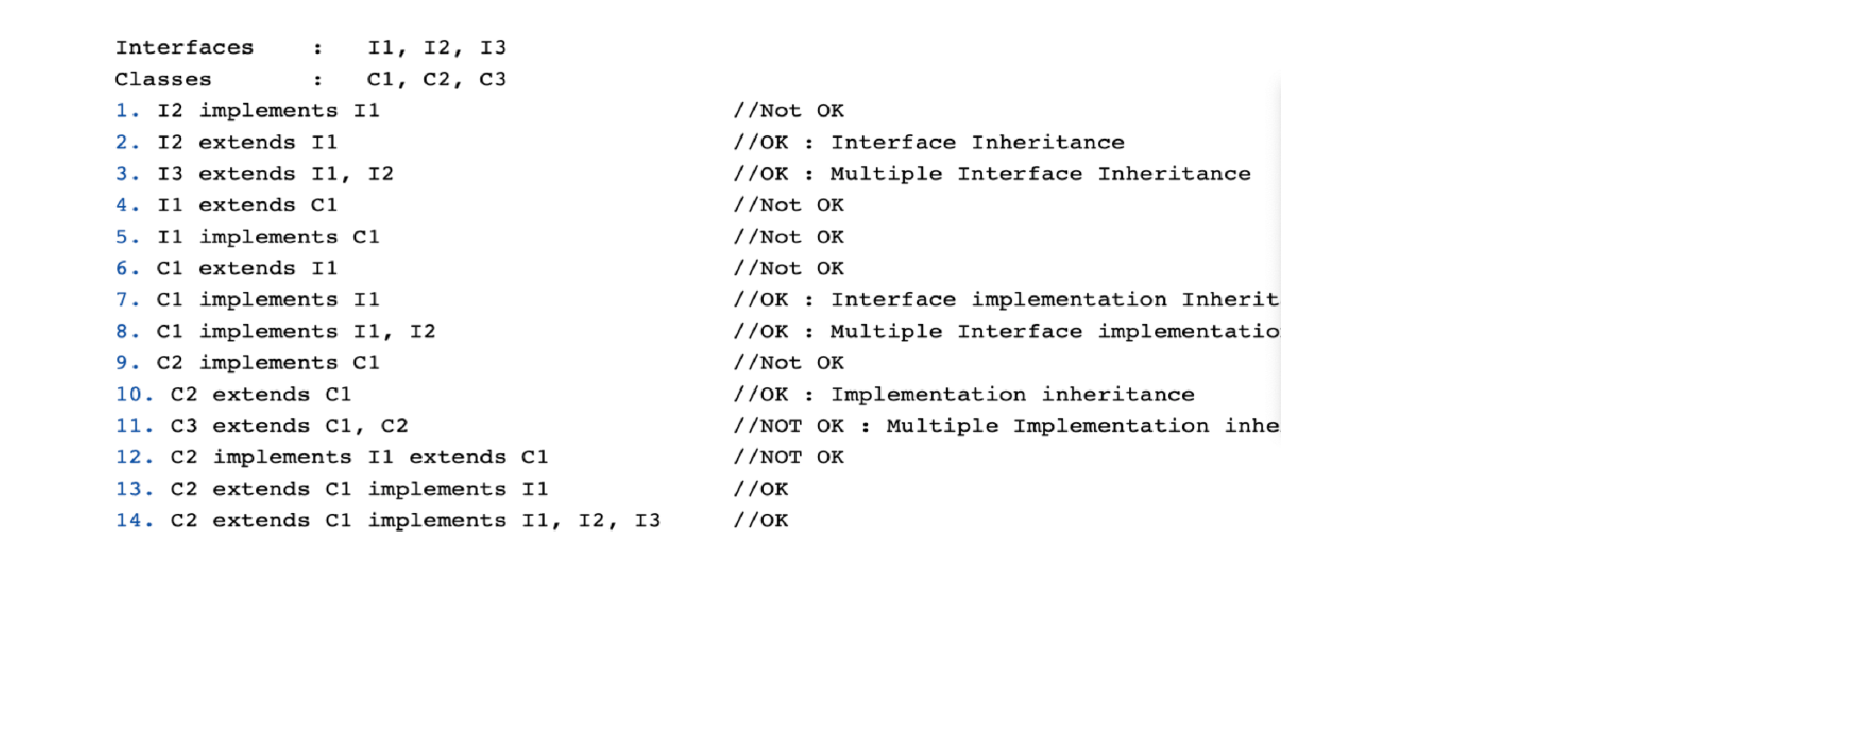 Interfaces : I1, I2, I3
Classes : C1, C2, C3
1. I2 implements I1 //Not OK
2. I2 extends I1 //OK : Interface Inheritance
3. I3 extends I1, I2 //OK : Multiple Interface Inheritance
4. I1 extends C1 //Not OK
5. I1 implements C1 //Not OK
6. C1 extends I1 //Not OK
7. C1 implements I1 //OK : Interface implementation Inherit
8. C1 implements I1, I2 //OK : Multiple Interface implementatio
9. C2 implements C1 //Not OK
10. C2 extends C1 //OK : Implementation inheritance
11. C3 extends C1, C2 //NOT OK : Multiple Implementation inhe
12. C2 implements I1 extends C1 //NOT OK
13. C2 extends C1 implements I1 //OK
14. C2 extends C1 implements I1, I2, I3 //OK